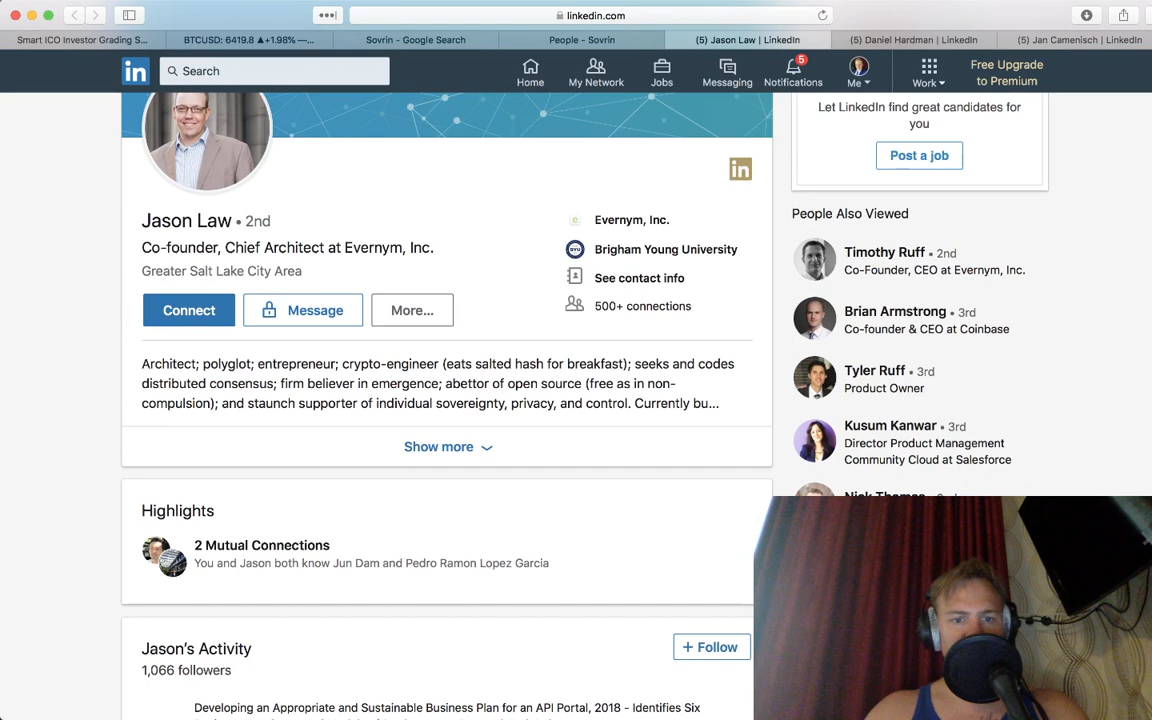 linkedin.com
Smart ICO Investor Grading S...
BTCUSD: 6419.8 ▲+1.98% —...
Sovrin - Google Search
People - Sovrin
(5) Jason Law | LinkedIn
(5) Daniel Hardman | LinkedIn
(5) Jan Camenisch | LinkedIn
in
Search
Home
My Network
Jobs
Messaging
5
Notifications
Me
Work
Free Upgrade
to Premium
Let LinkedIn find great candidates for
you
Post a job
in
Jason Law • 2nd
Co-founder, Chief Architect at Evernym, Inc.
Greater Salt Lake City Area
Connect
Message
More...
Evernym, Inc.
BYU
Brigham Young University
See contact info
500+ connections
Architect; polyglot; entrepreneur; crypto-engineer (eats salted hash for breakfast); seeks and codes
distributed consensus; firm believer in emergence; abettor of open source (free as in non-
compulsion); and staunch supporter of individual sovereignty, privacy, and control. Currently bu...
Show more
Highlights
2 Mutual Connections
You and Jason both know Jun Dam and Pedro Ramon Lopez Garcia
Jason's Activity
1,066 followers
+ Follow
Developing an Appropriate and Sustainable Business Plan for an API Portal, 2018 - Identifies Six
People Also Viewed
Timothy Ruff • 2nd
Co-Founder, CEO at Evernym, Inc.
Brian Armstrong • 3rd
Co-founder & CEO at Coinbase
Tyler Ruff • 3rd
Product Owner
Kusum Kanwar • 3rd
Director Product Management
Community Cloud at Salesforce